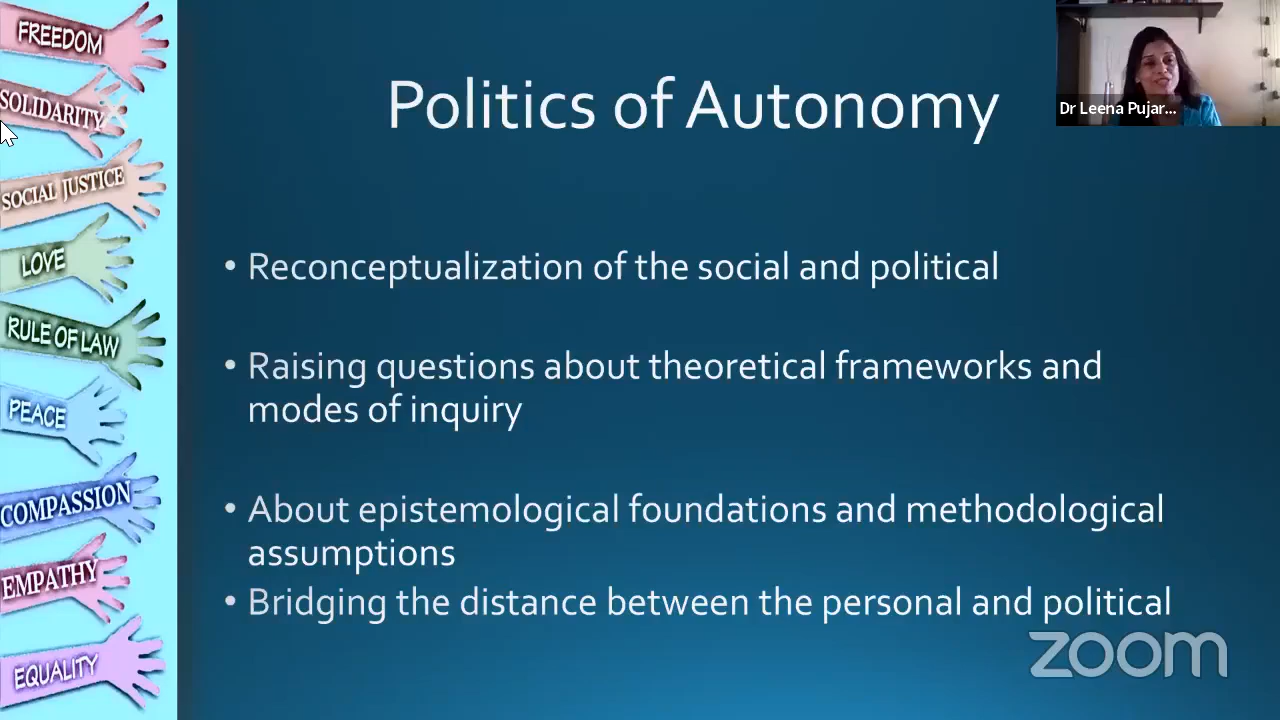 FREEDOM
SOLIDARITY
SOCIAL JUSTICE
LOVE
RULE OF LAW
PEACE
COMPASSION
EMPATHY
EQUALITY
Politics of Autonomy
Dr Leena Pujar...
• Reconceptualization of the social and political
• Raising questions about theoretical frameworks and
modes of inquiry
• About epistemological foundations and methodological
assumptions
• Bridging the distance between the personal and political
zoom